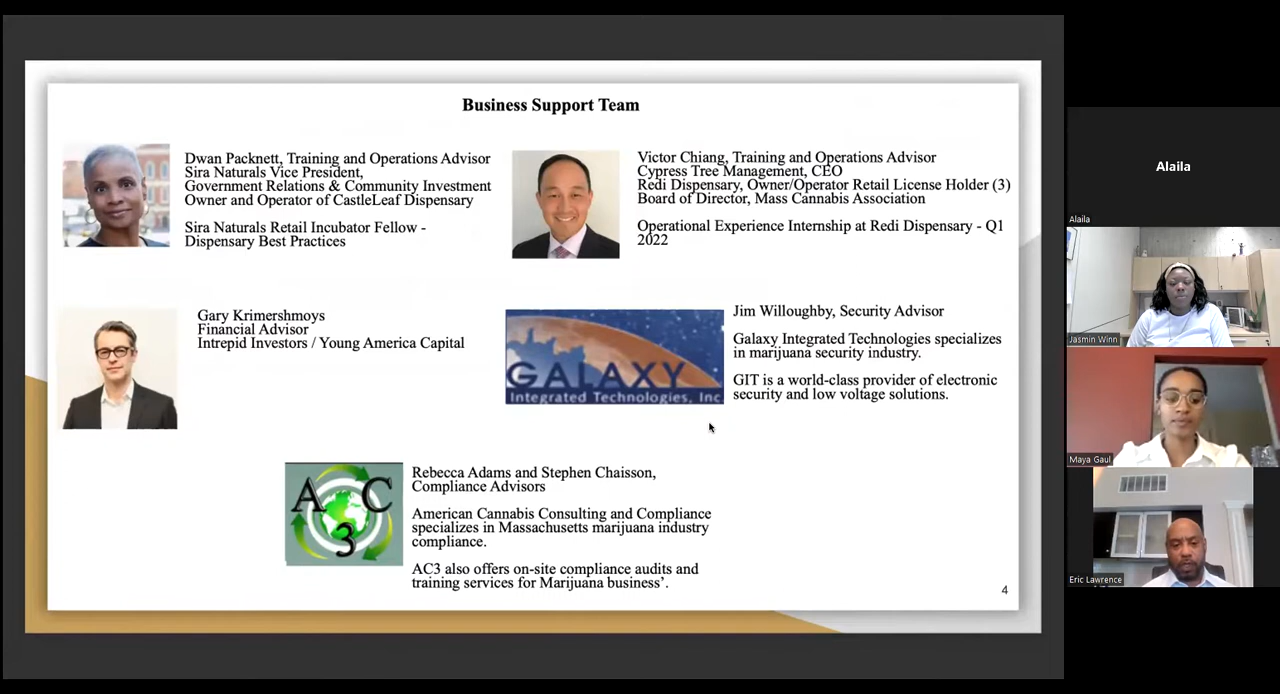 Business Support Team
Dwan Packnett, Training and Operations Advisor
Sira Naturals Vice President,
Government Relations & Community Investment
Owner and Operator of CastleLeaf Dispensary
Sira Naturals Retail Incubator Fellow -
Dispensary Best Practices
Victor Chiang, Training and Operations Advisor
Cypress Tree Management, CEO
Redi Dispensary, Owner/Operator Retail License Holder (3)
Board of Director, Mass Cannabis Association
Operational Experience Internship at Redi Dispensary - Q1
2022
Gary Krimershmoys
Financial Advisor
Intrepid Investors / Young America Capital
GALAXY
Integrated Technologies, Inc
Jim Willoughby, Security Advisor
Galaxy Integrated Technologies specializes
in marijuana security industry.
GIT is a world-class provider of electronic
security and low voltage solutions.
A C
3
Rebecca Adams and Stephen Chaisson,
Compliance Advisors
American Cannabis Consulting and Compliance
specializes in Massachusetts marijuana industry
compliance.
AC3 also offers on-site compliance audits and
training services for Marijuana business’.
4
Alaila
Alaila
Jasmin Winn
Maya Gaul
Eric Lawrence